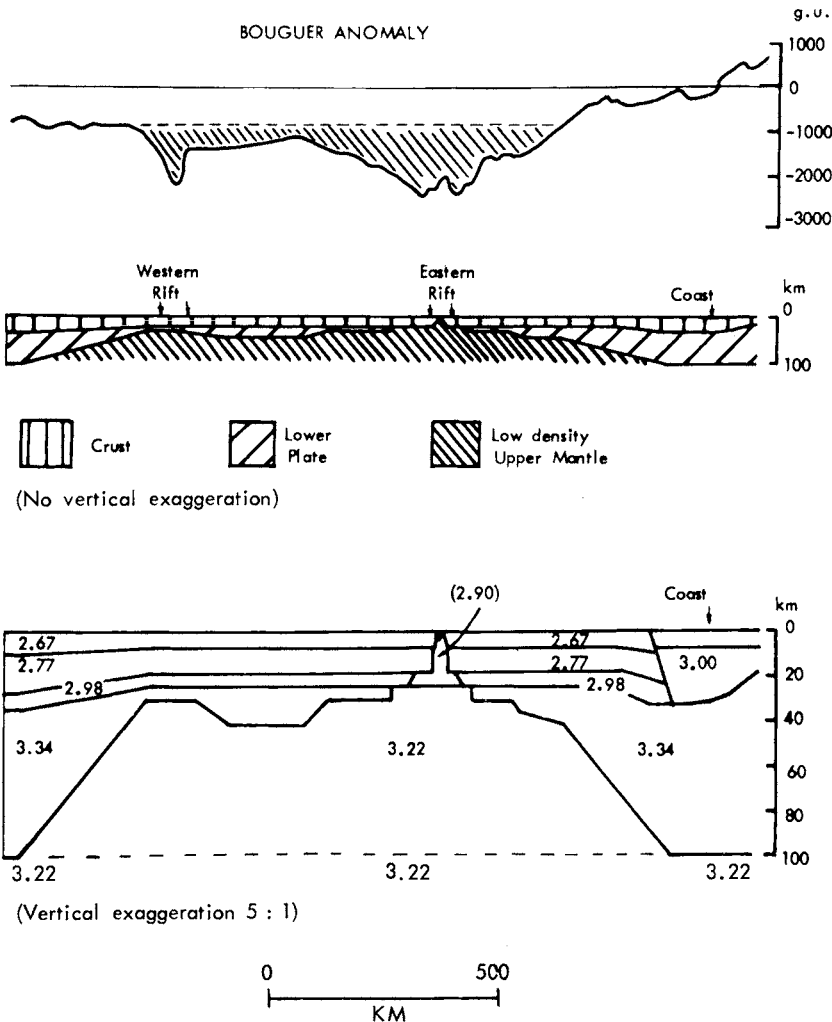 g.u.
BOUGUER ANOMALY
1000
0
-1000
-2000
-3000
Western
Rift
Eastern
Rift
Coast
km
0
100
Crust
Lower
Plate
Low density
Upper Mantle
(No vertical exaggeration)
(2.90)
Coast
km
0
2.67
2.67
2.77
2.77
3.00
20
2.98
2.98
40
3.34
3.22
3.34
60
80
100
3.22
3.22
3.22
(Vertical exaggeration 5 : 1)
0
500
KM